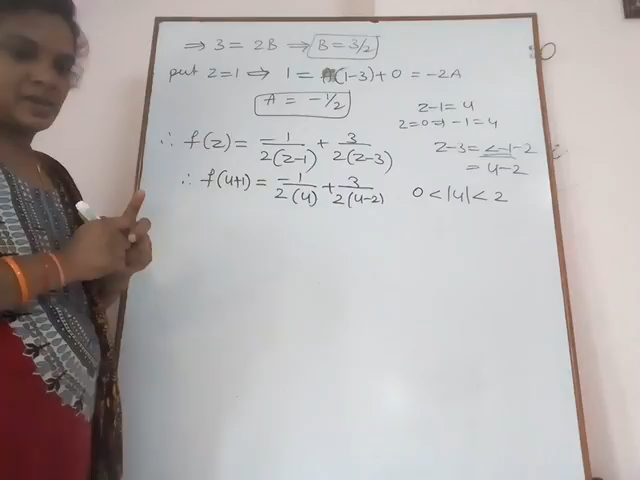 ⇒ 3 = 2B ⇒ B = 3/2
put z=1 ⇒ 1 = A(1-3)+0 = -2A
A = -1/2
z-1 = u
z=0 ⇒ -1 = u
∴ f(z) = -1/2(z-1) + 3/2(z-3)
z-3 = z-1-2
= u-2
∴ f(u+1) = -1/2(u) + 3/2(u-2) 0<|u|<2